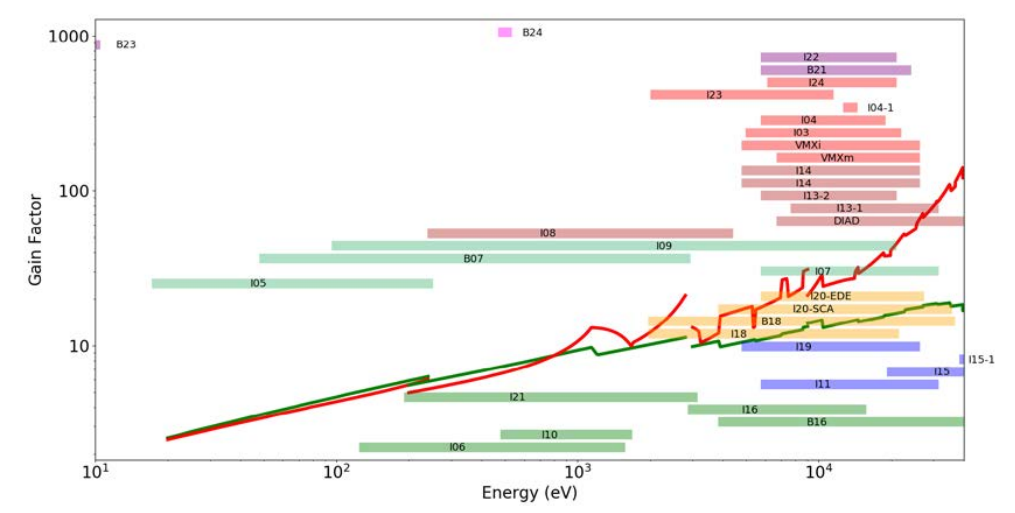 1000
B23
B24
I22
B21
I24
I23
I04-1
I04
I03
VMXi
VMXm
I14
100
I14
I13-2
I13-1
DIAD
I08
I09
B07
I07
I05
I20-EDE
I20-SCA
B18
I18
10
I19
I15-1
I15
I11
I21
I16
B16
I10
I06
Gain Factor
10¹ 10² 10³ 10⁴
Energy (eV)